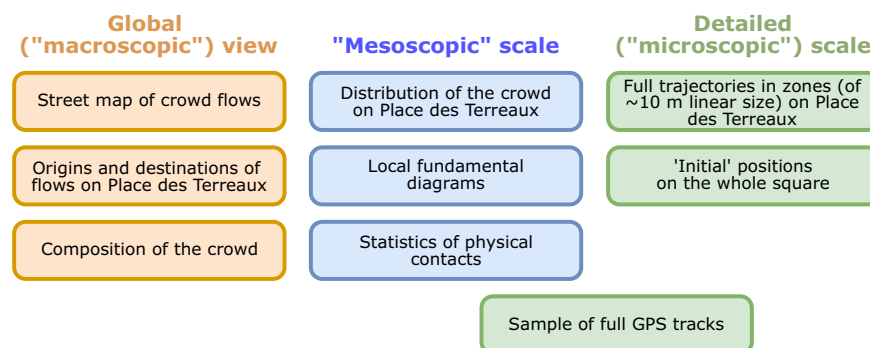 Global
("macroscopic") view
Street map of crowd flows
Origins and destinations of
flows on Place des Terreaux
Composition of the crowd
"Mesoscopic" scale
Distribution of the crowd
on Place des Terreaux
Local fundamental
diagrams
Statistics of physical
contacts
Detailed
("microscopic") scale
Full trajectories in zones (of
~10 m linear size) on Place
des Terreaux
'Initial' positions
on the whole square
Sample of full GPS tracks